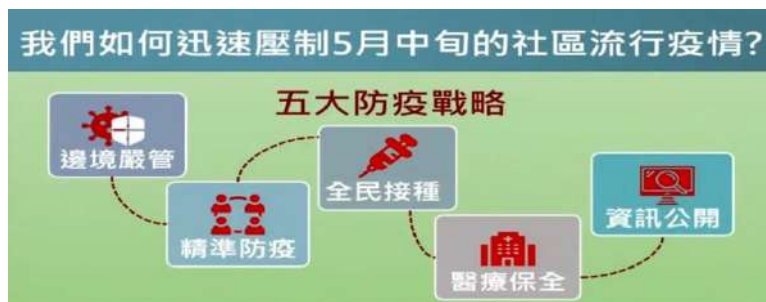 我們如何迅速壓制5月中旬的社區流行疫情?
五大防疫戰略
邊境嚴管
精準防疫
全民接種
醫療保全
資訊公開